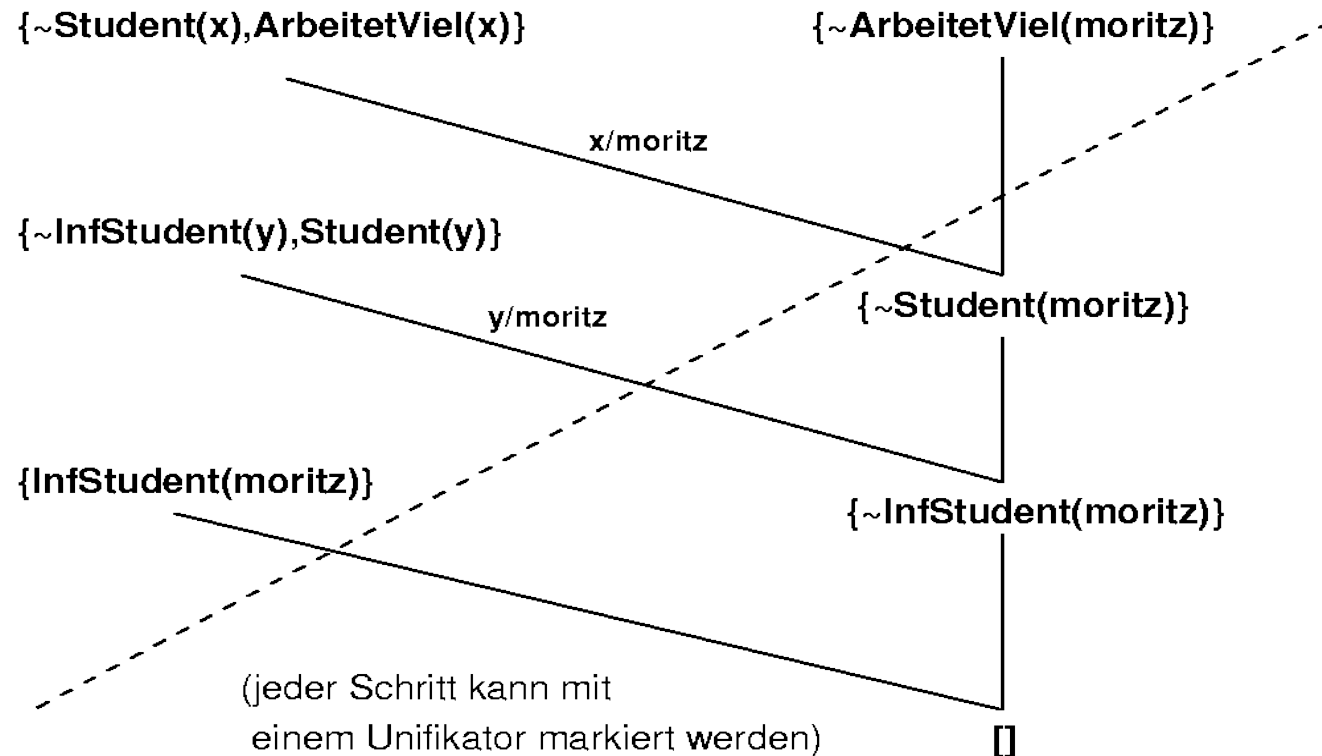 {~Student(x),ArbeitetViel(x)}
{~ArbeitetViel(moritz)}
x/moritz
{~InfStudent(y),Student(y)}
{~Student(moritz)}
y/moritz
{InfStudent(moritz)}
{~InfStudent(moritz)}
(jeder Schritt kann mit
einem Unifikator markiert werden)
[]